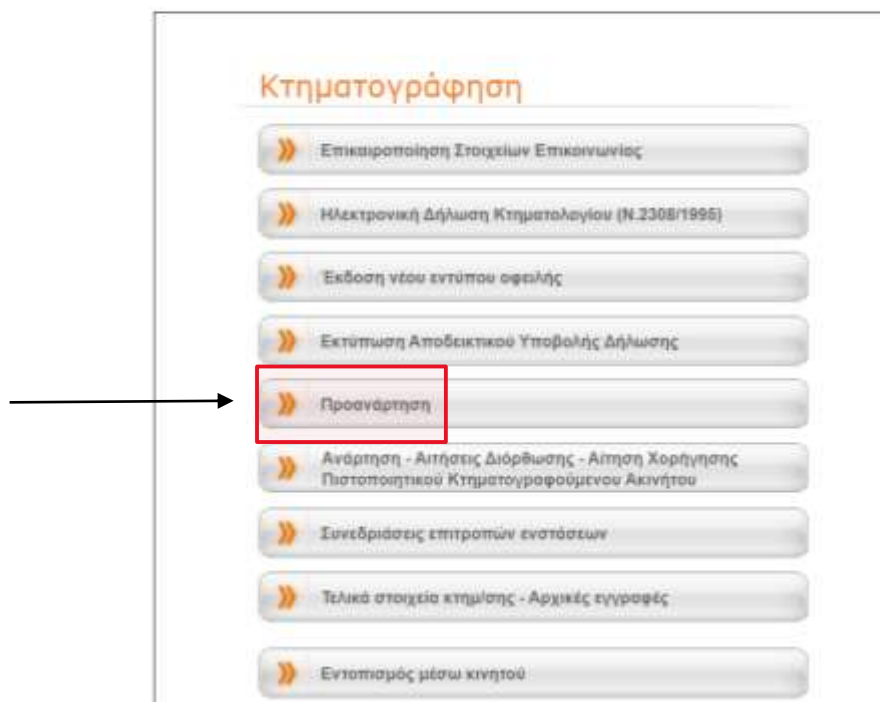 Κτηματογράφηση
Επικαιροποίηση Στοιχείων Επικοινωνίας
Ηλεκτρονική Δήλωση Κτηματολογίου (Ν.2308/1995)
Έκδοση νέου εντύπου οφειλής
Εκτύπωση Αποδεικτικού Υποβολής Δήλωσης
Προανάρτηση
Ανάρτηση - Αιτήσεις Διόρθωσης - Αίτηση Χορήγησης
Πιστοποιητικού Κτηματογραφούμενου Ακινήτου
Συνεδριάσεις επιτροπών ενστάσεων
Τελικά στοιχεία κτημ/σης - Αρχικές εγγραφές
Εντοπισμός μέσω κινητού